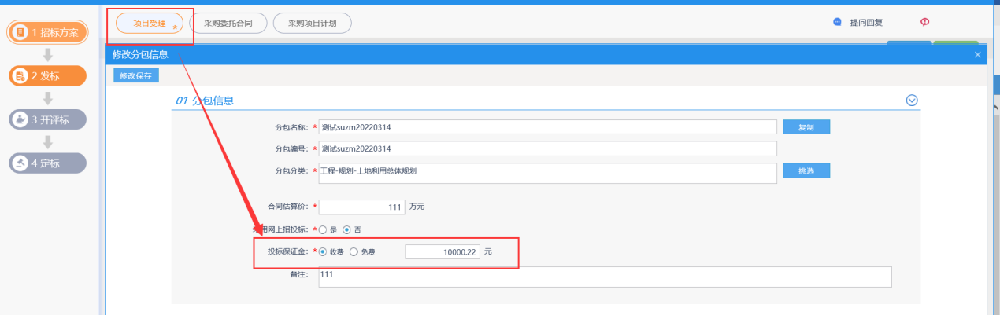 项目受理
采购委托合同
采购项目计划
提问回复
1 招标方案
2 发标
3 开评标
4 定标
修改分包信息
修改保存
01 分包信息
分包名称： * 测试suzm20220314 复制
分包编号： * 测试suzm20220314
分包分类： * 工程-规划-土地利用总体规划 挑选
合同估算价： * 111 万元
用网上招投标： * 是 否
投标保证金： * 收费 免费 10000.22 元
备注： 111